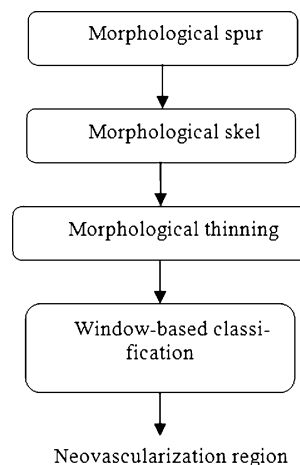 Morphological spur
Morphological skel
Morphological thinning
Window-based classi-
fication
Neovascularization region